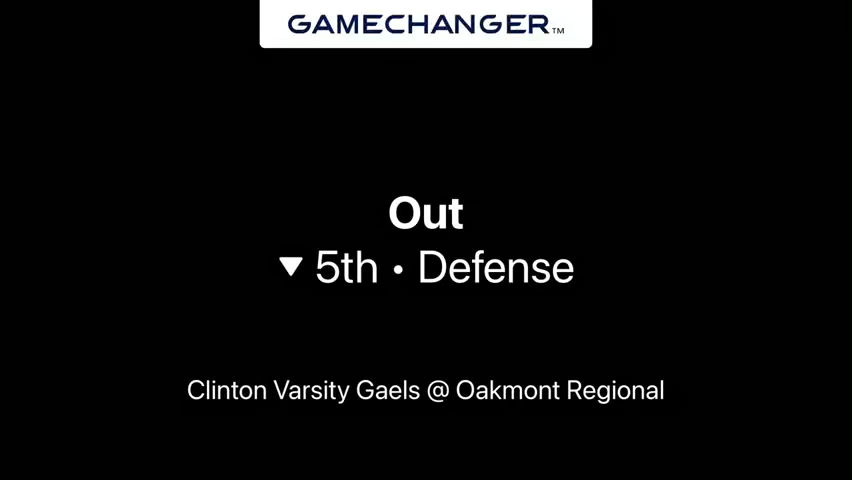 GAMECHANGER™
Out
▼ 5th • Defense
Clinton Varsity Gaels @ Oakmont Regional